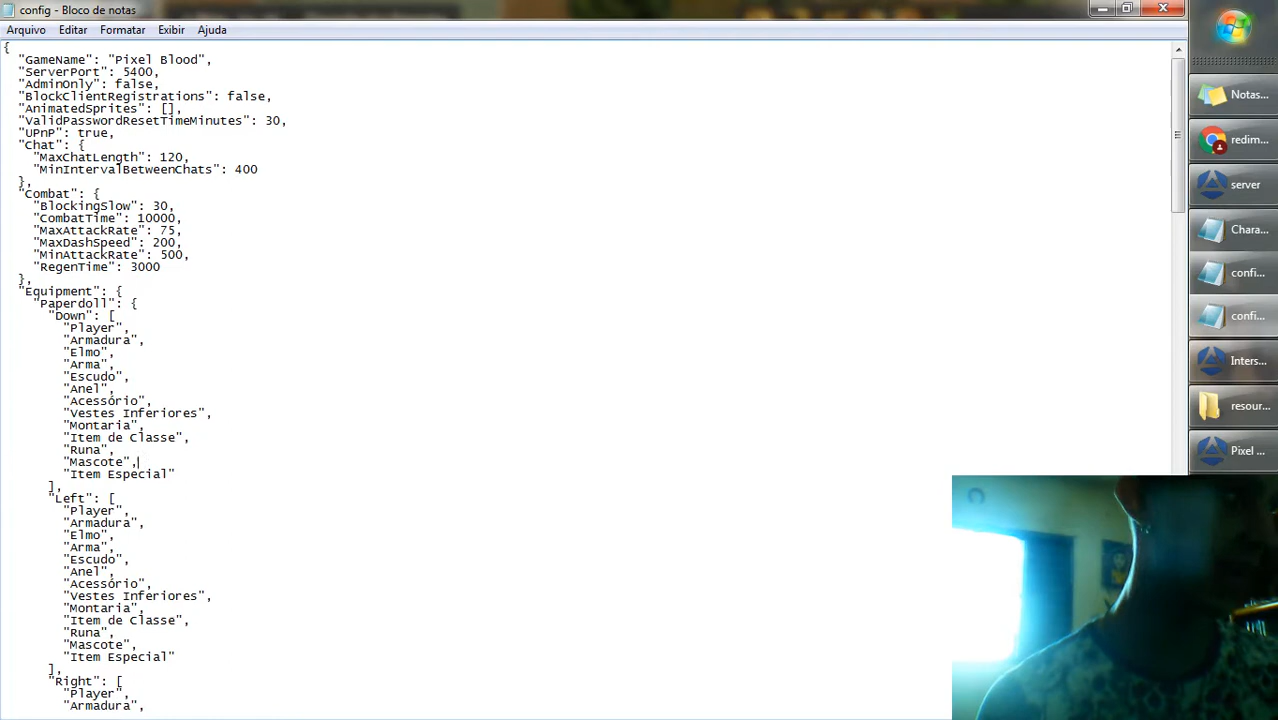 config - Bloco de notas
Arquivo Editar Formatar Exibir Ajuda
{
"GameName": "Pixel Blood",
"ServerPort": 5400,
"AdminOnly": false,
"BlockClientRegistrations": false,
"AnimatedSprites": [],
"ValidPasswordResetTimeMinutes": 30,
"UPnP": true,
"Chat": {
"MaxChatLength": 120,
"MinIntervalBetweenChats": 400
},
"Combat": {
"BlockingSlow": 30,
"CombatTime": 10000,
"MaxAttackRate": 75,
"MaxDashSpeed": 200,
"MinAttackRate": 500,
"RegenTime": 3000
},
"Equipment": {
"Paperdoll": {
"Down": [
"Player",
"Armadura",
"Elmo",
"Arma",
"Escudo",
"Anel",
"Acessório",
"Vestes Inferiores",
"Montaria",
"Item de Classe",
"Runa",
"Mascote",
"Item Especial"
],
"Left": [
"Player",
"Armadura",
"Elmo",
"Arma",
"Escudo",
"Anel",
"Acessório",
"Vestes Inferiores",
"Montaria",
"Item de Classe",
"Runa",
"Mascote",
"Item Especial"
],
"Right": [
"Player",
"Armadura",
Notas...
redim...
server
Chara...
confi...
confi...
Inters...
resour...
Pixel ...